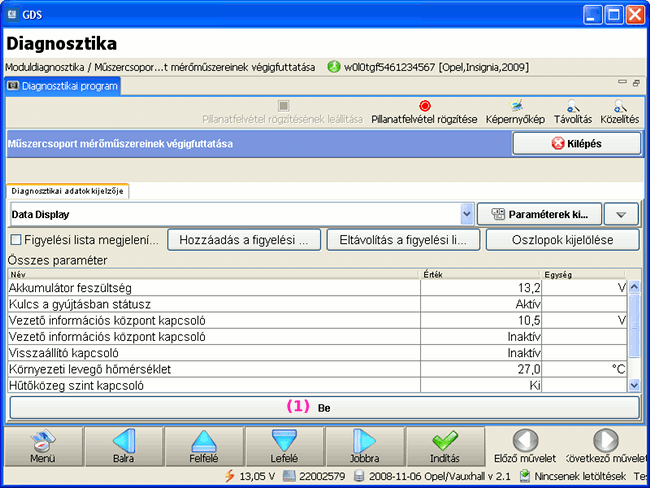 GDS
Diagnosztika
Moduldiagnosztika / Műszercsopor...t mérőműszereinek végigfuttatása w0l0tgf5461234567 [Opel,Insignia,2009]
Diagnosztikai program
Pillanatfelvétel rögzítésének leállítása Pillanatfelvétel rögzítése Képernyőkép Távolítás Közelítés
Műszercsoport mérőműszereinek végigfuttatása Kilépés
Diagnosztikai adatok kijelzője
Data Display Paraméterek ki...
Figyelési lista megjelení... Hozzáadás a figyelési ... Eltávolítás a figyelési li... Oszlopok kijelölése
Összes paraméter
Név Érték Egység
Akkumulátor feszültség 13,2 V
Kulcs a gyújtásban státusz Aktív
Vezető információs központ kapcsoló 10,5 V
Vezető információs központ kapcsoló Inaktív
Visszaállító kapcsoló Inaktív
Környezeti levegő hőmérséklet 27,0 °C
Hűtőközeg szint kapcsoló Ki
(1) Be
Menü Balra Felfelé Lefelé Jobbra Indítás Előző művelet Következő művelet
13,05 V 22002579 2008-11-06 Opel/Vauxhall v 2.1 Nincsenek letöltések Te